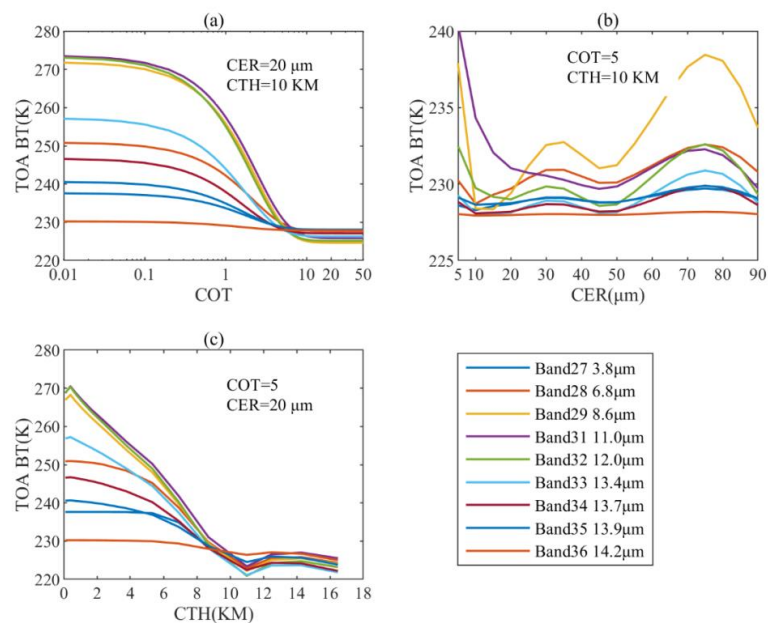 (a)
280
270
260
250
240
230
220
TOA BT(K)
CER=20 μm
CTH=10 KM
0.01
0.1
1
10
20
50
COT
(b)
240
235
230
225
TOA BT(K)
COT=5
CTH=10 KM
5
10
20
30
40
50
60
70
80
90
CER(μm)
(c)
280
270
260
250
240
230
220
TOA BT(K)
COT=5
CER=20 μm
0
2
4
6
8
10
12
14
16
18
CTH(KM)
Band27 3.8μm
Band28 6.8μm
Band29 8.6μm
Band31 11.0μm
Band32 12.0μm
Band33 13.4μm
Band34 13.7μm
Band35 13.9μm
Band36 14.2μm